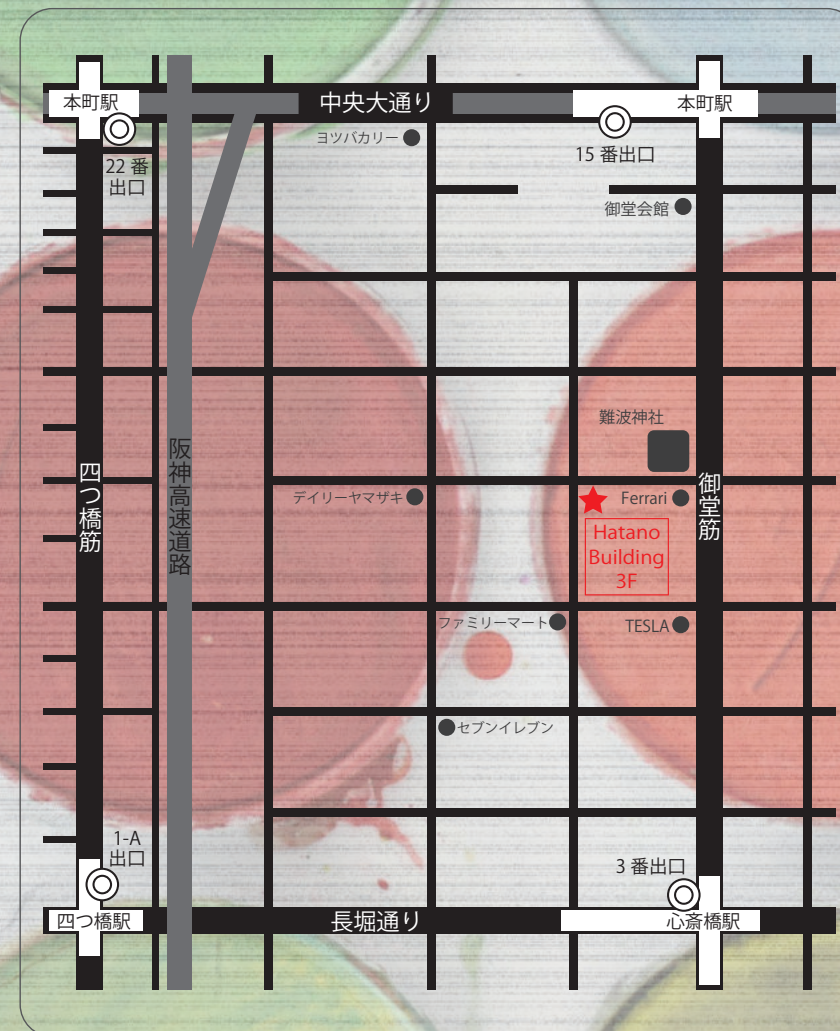 本町駅
中央大通り
本町駅
ヨツバカリー
22 番
出口
15 番出口
御堂会館
難波神社
阪神高速道路
四つ橋筋
御堂筋
デイリーヤマザキ
Ferrari
Hatano
Building
3F
ファミリーマート
TESLA
セブンイレブン
1-A
出口
3 番出口
四つ橋駅
長堀通り
心斎橋駅